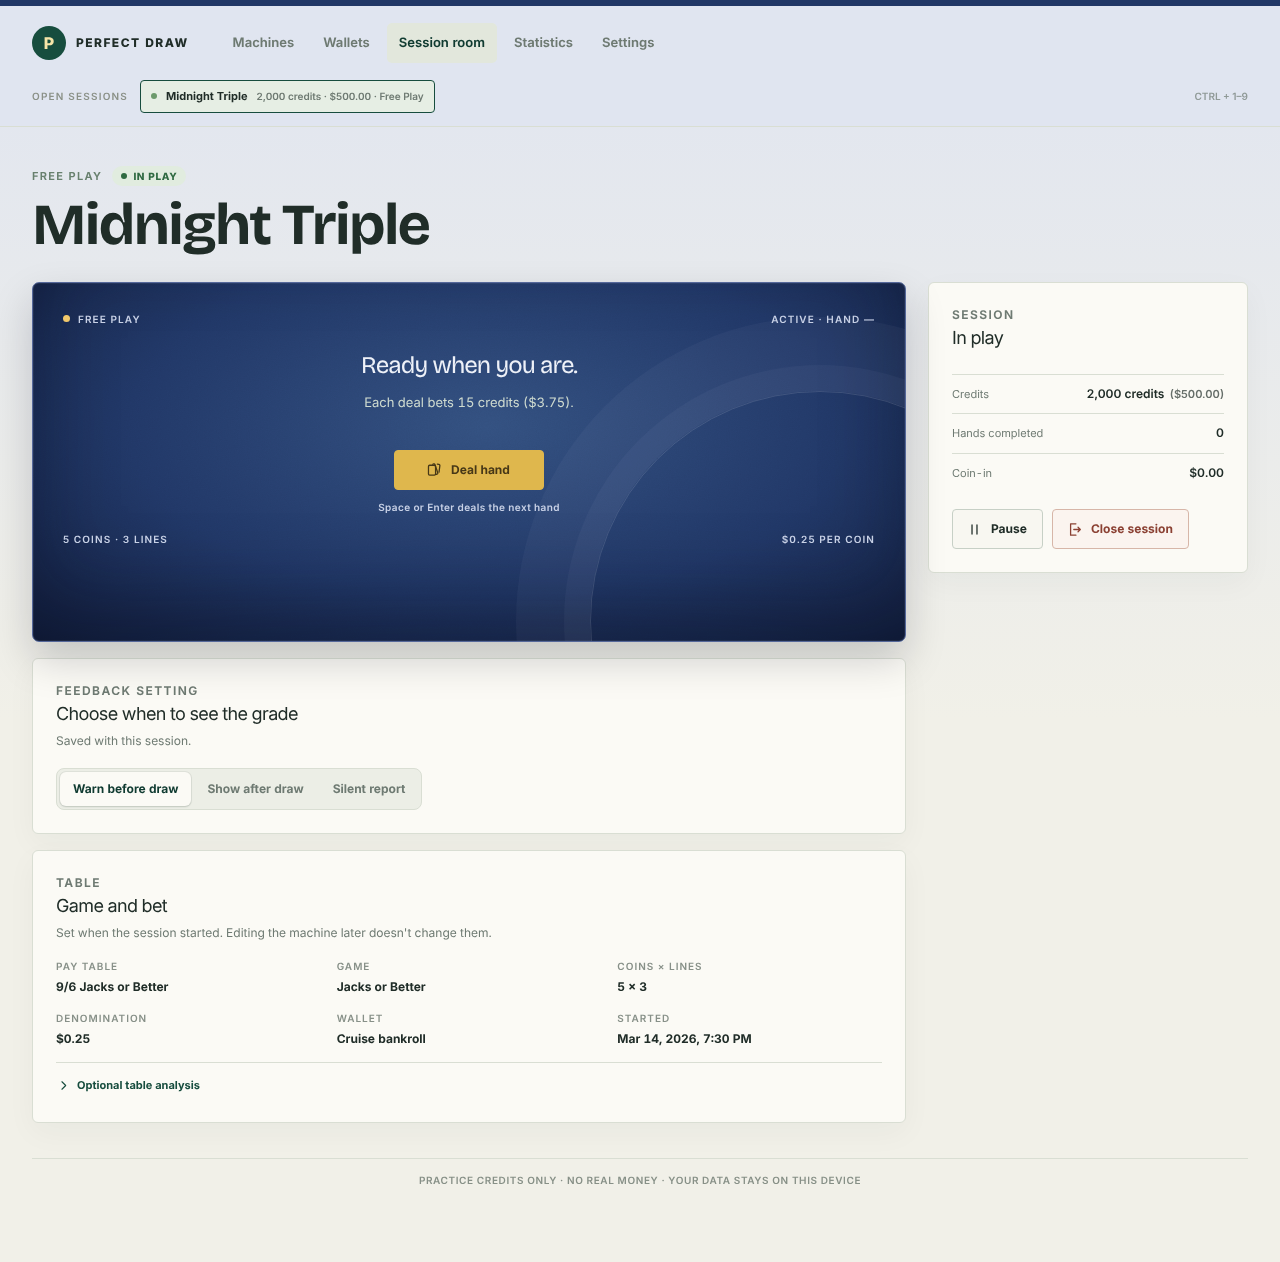 P PERFECT DRAW Machines Wallets Session room Statistics Settings
OPEN SESSIONS Midnight Triple 2,000 credits · $500.00 · Free Play CTRL + 1–9
FREE PLAY IN PLAY
Midnight Triple
FREE PLAY ACTIVE · HAND —
Ready when you are.
Each deal bets 15 credits ($3.75).
Deal hand
Space or Enter deals the next hand
5 COINS · 3 LINES $0.25 PER COIN
SESSION
In play
Credits 2,000 credits ($500.00)
Hands completed 0
Coin-in $0.00
Pause Close session
FEEDBACK SETTING
Choose when to see the grade
Saved with this session.
Warn before draw Show after draw Silent report
TABLE
Game and bet
Set when the session started. Editing the machine later doesn't change them.
PAY TABLE GAME COINS × LINES
9/6 Jacks or Better Jacks or Better 5 × 3
DENOMINATION WALLET STARTED
$0.25 Cruise bankroll Mar 14, 2026, 7:30 PM
Optional table analysis
PRACTICE CREDITS ONLY · NO REAL MONEY · YOUR DATA STAYS ON THIS DEVICE